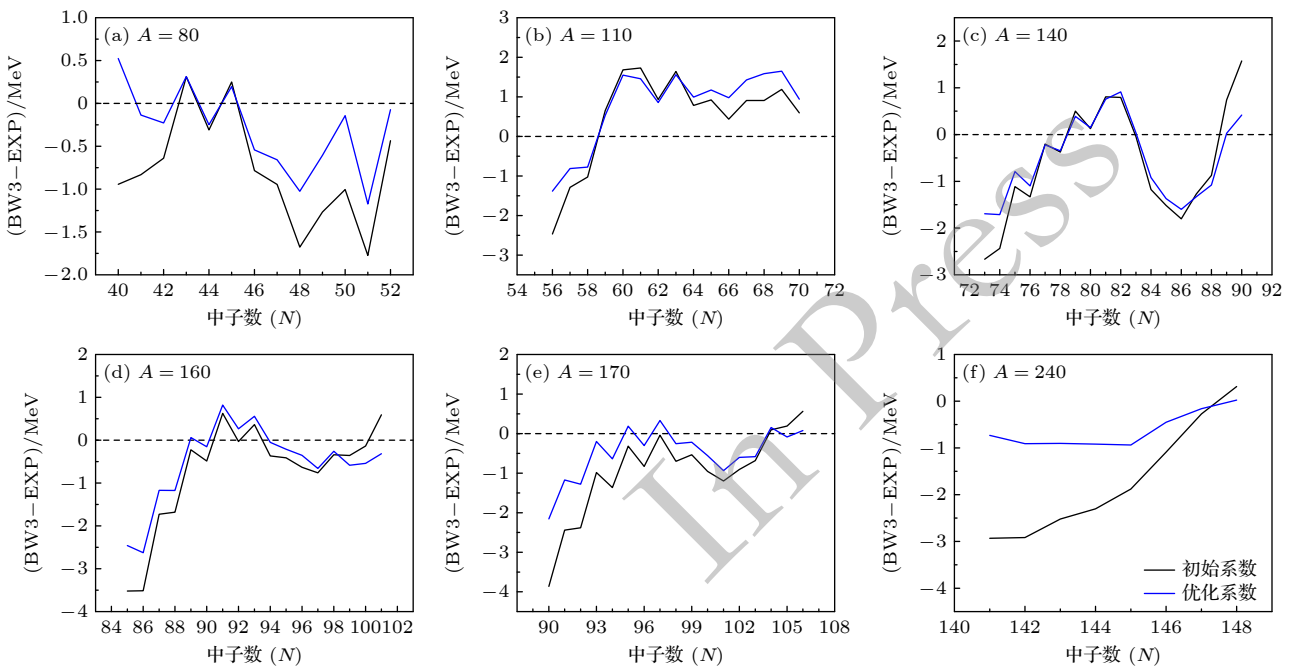 (a) A = 80
1.0
0.5
0
−0.5
−1.0
−1.5
−2.0
40 42 44 46 48 50 52
(BW3−EXP)/MeV
中子数 (N)
(b) A = 110
3
2
1
0
−1
−2
−3
54 56 58 60 62 64 66 68 70 72
(BW3−EXP)/MeV
中子数 (N)
(c) A = 140
2
1
0
−1
−2
−3
72 74 76 78 80 82 84 86 88 90 92
(BW3−EXP)/MeV
中子数 (N)
(d) A = 160
2
1
0
−1
−2
−3
−4
84 86 88 90 92 94 96 98 100 102
(BW3−EXP)/MeV
中子数 (N)
(e) A = 170
2
1
0
−1
−2
−3
−4
90 93 96 99 102 105 108
(BW3−EXP)/MeV
中子数 (N)
(f) A = 240
1
0
−1
−2
−3
−4
140 142 144 146 148
(BW3−EXP)/MeV
中子数 (N)
初始系数
优化系数
In Press